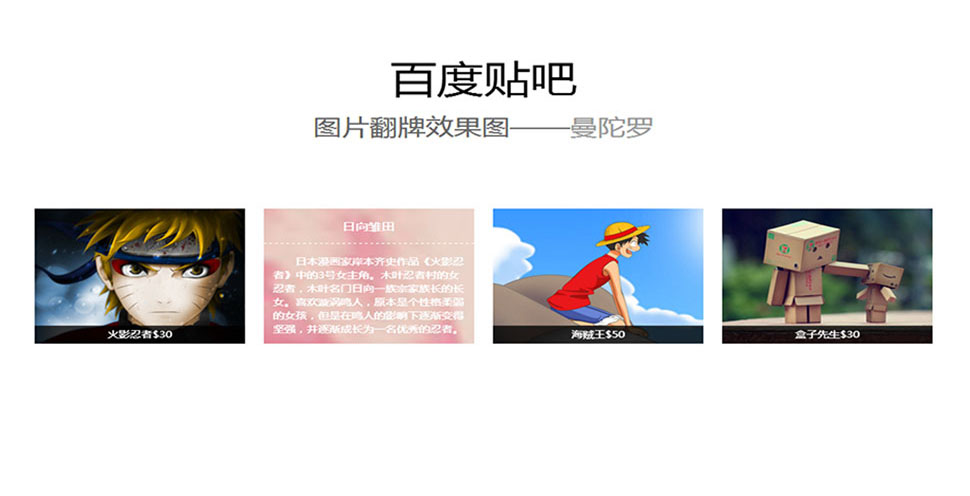 百度贴吧
图片翻牌效果图——曼陀罗
火影忍者$30
日向雏田
日本漫画家岸本齐史作品《火影忍
者》中的3号女主角。木叶忍者村的女
忍者，木叶名门日向一族宗家族长的长
女。喜欢漩涡鸣人，原本是个性格柔弱
的女孩，但是在鸣人的影响下逐渐变得
坚强，并逐渐成长为一名优秀的忍者。
海贼王$50
盒子先生$30